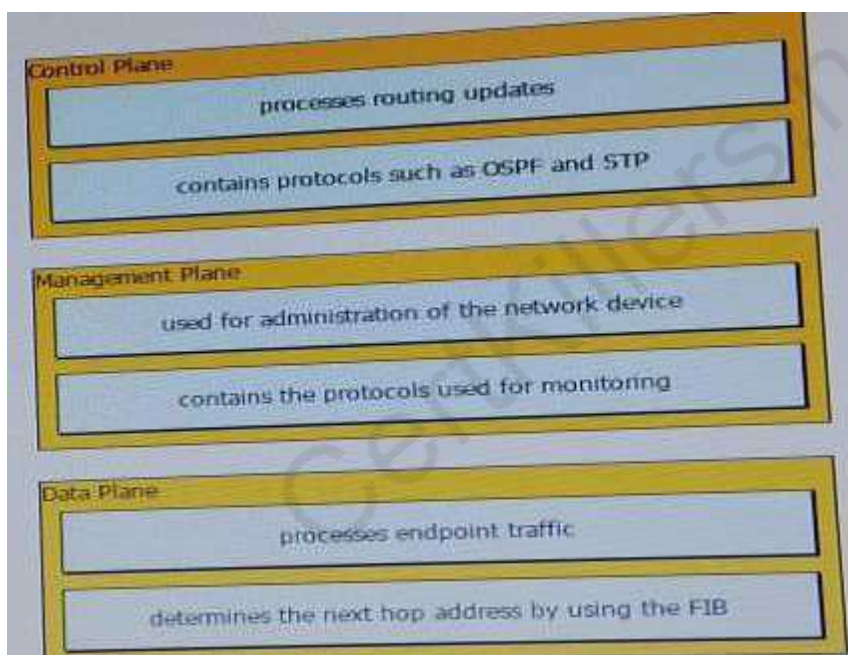 Control Plane
processes routing updates
contains protocols such as OSPF and STP
Management Plane
used for administration of the network device
contains the protocols used for monitoring
Data Plane
processes endpoint traffic
determines the next hop address by using the FIB